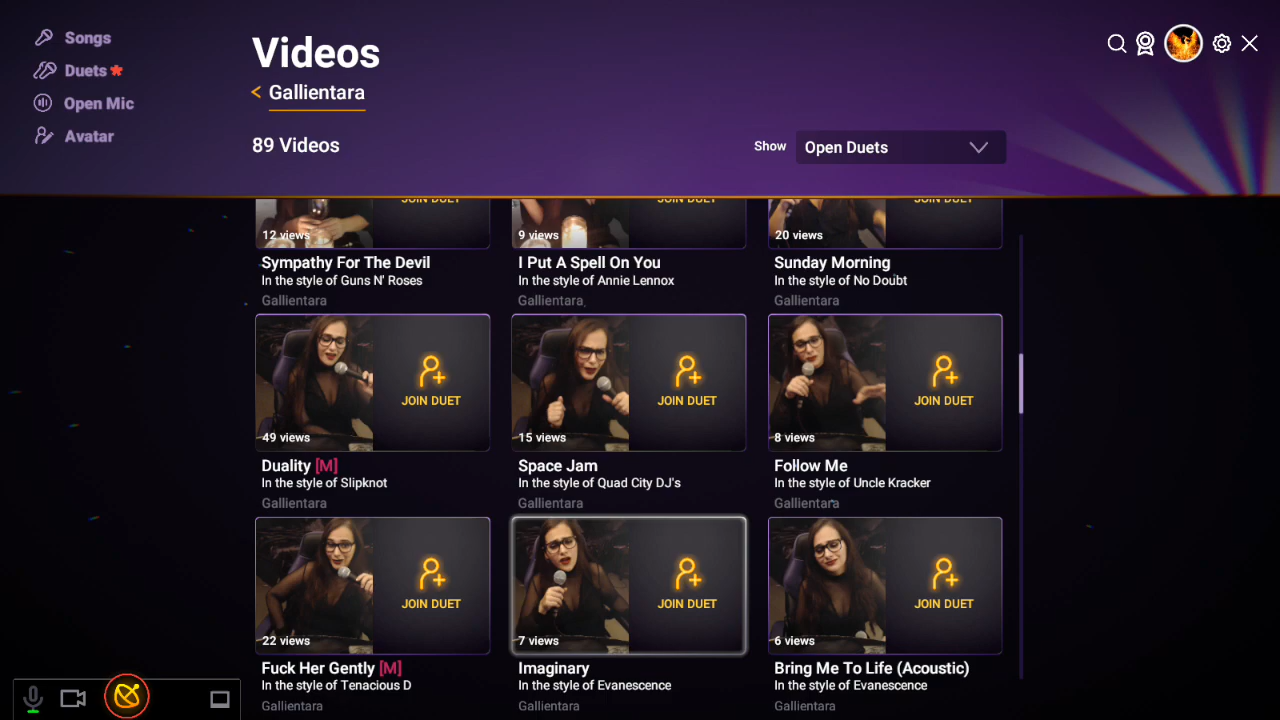 Songs
Duets *
Open Mic
Avatar
Videos
< Gallientara
89 Videos
Show
Open Duets
JOIN DUET
JOIN DUET
JOIN DUET
12 views
9 views
20 views
Sympathy For The Devil
In the style of Guns N' Roses
Gallientara
I Put A Spell On You
In the style of Annie Lennox
Gallientara
Sunday Morning
In the style of No Doubt
Gallientara
JOIN DUET
49 views
Duality [M]
In the style of Slipknot
Gallientara
JOIN DUET
15 views
Space Jam
In the style of Quad City DJ's
Gallientara
JOIN DUET
8 views
Follow Me
In the style of Uncle Kracker
Gallientara
JOIN DUET
22 views
Fuck Her Gently [M]
In the style of Tenacious D
Gallientara
JOIN DUET
7 views
Imaginary
In the style of Evanescence
Gallientara
JOIN DUET
6 views
Bring Me To Life (Acoustic)
In the style of Evanescence
Gallientara